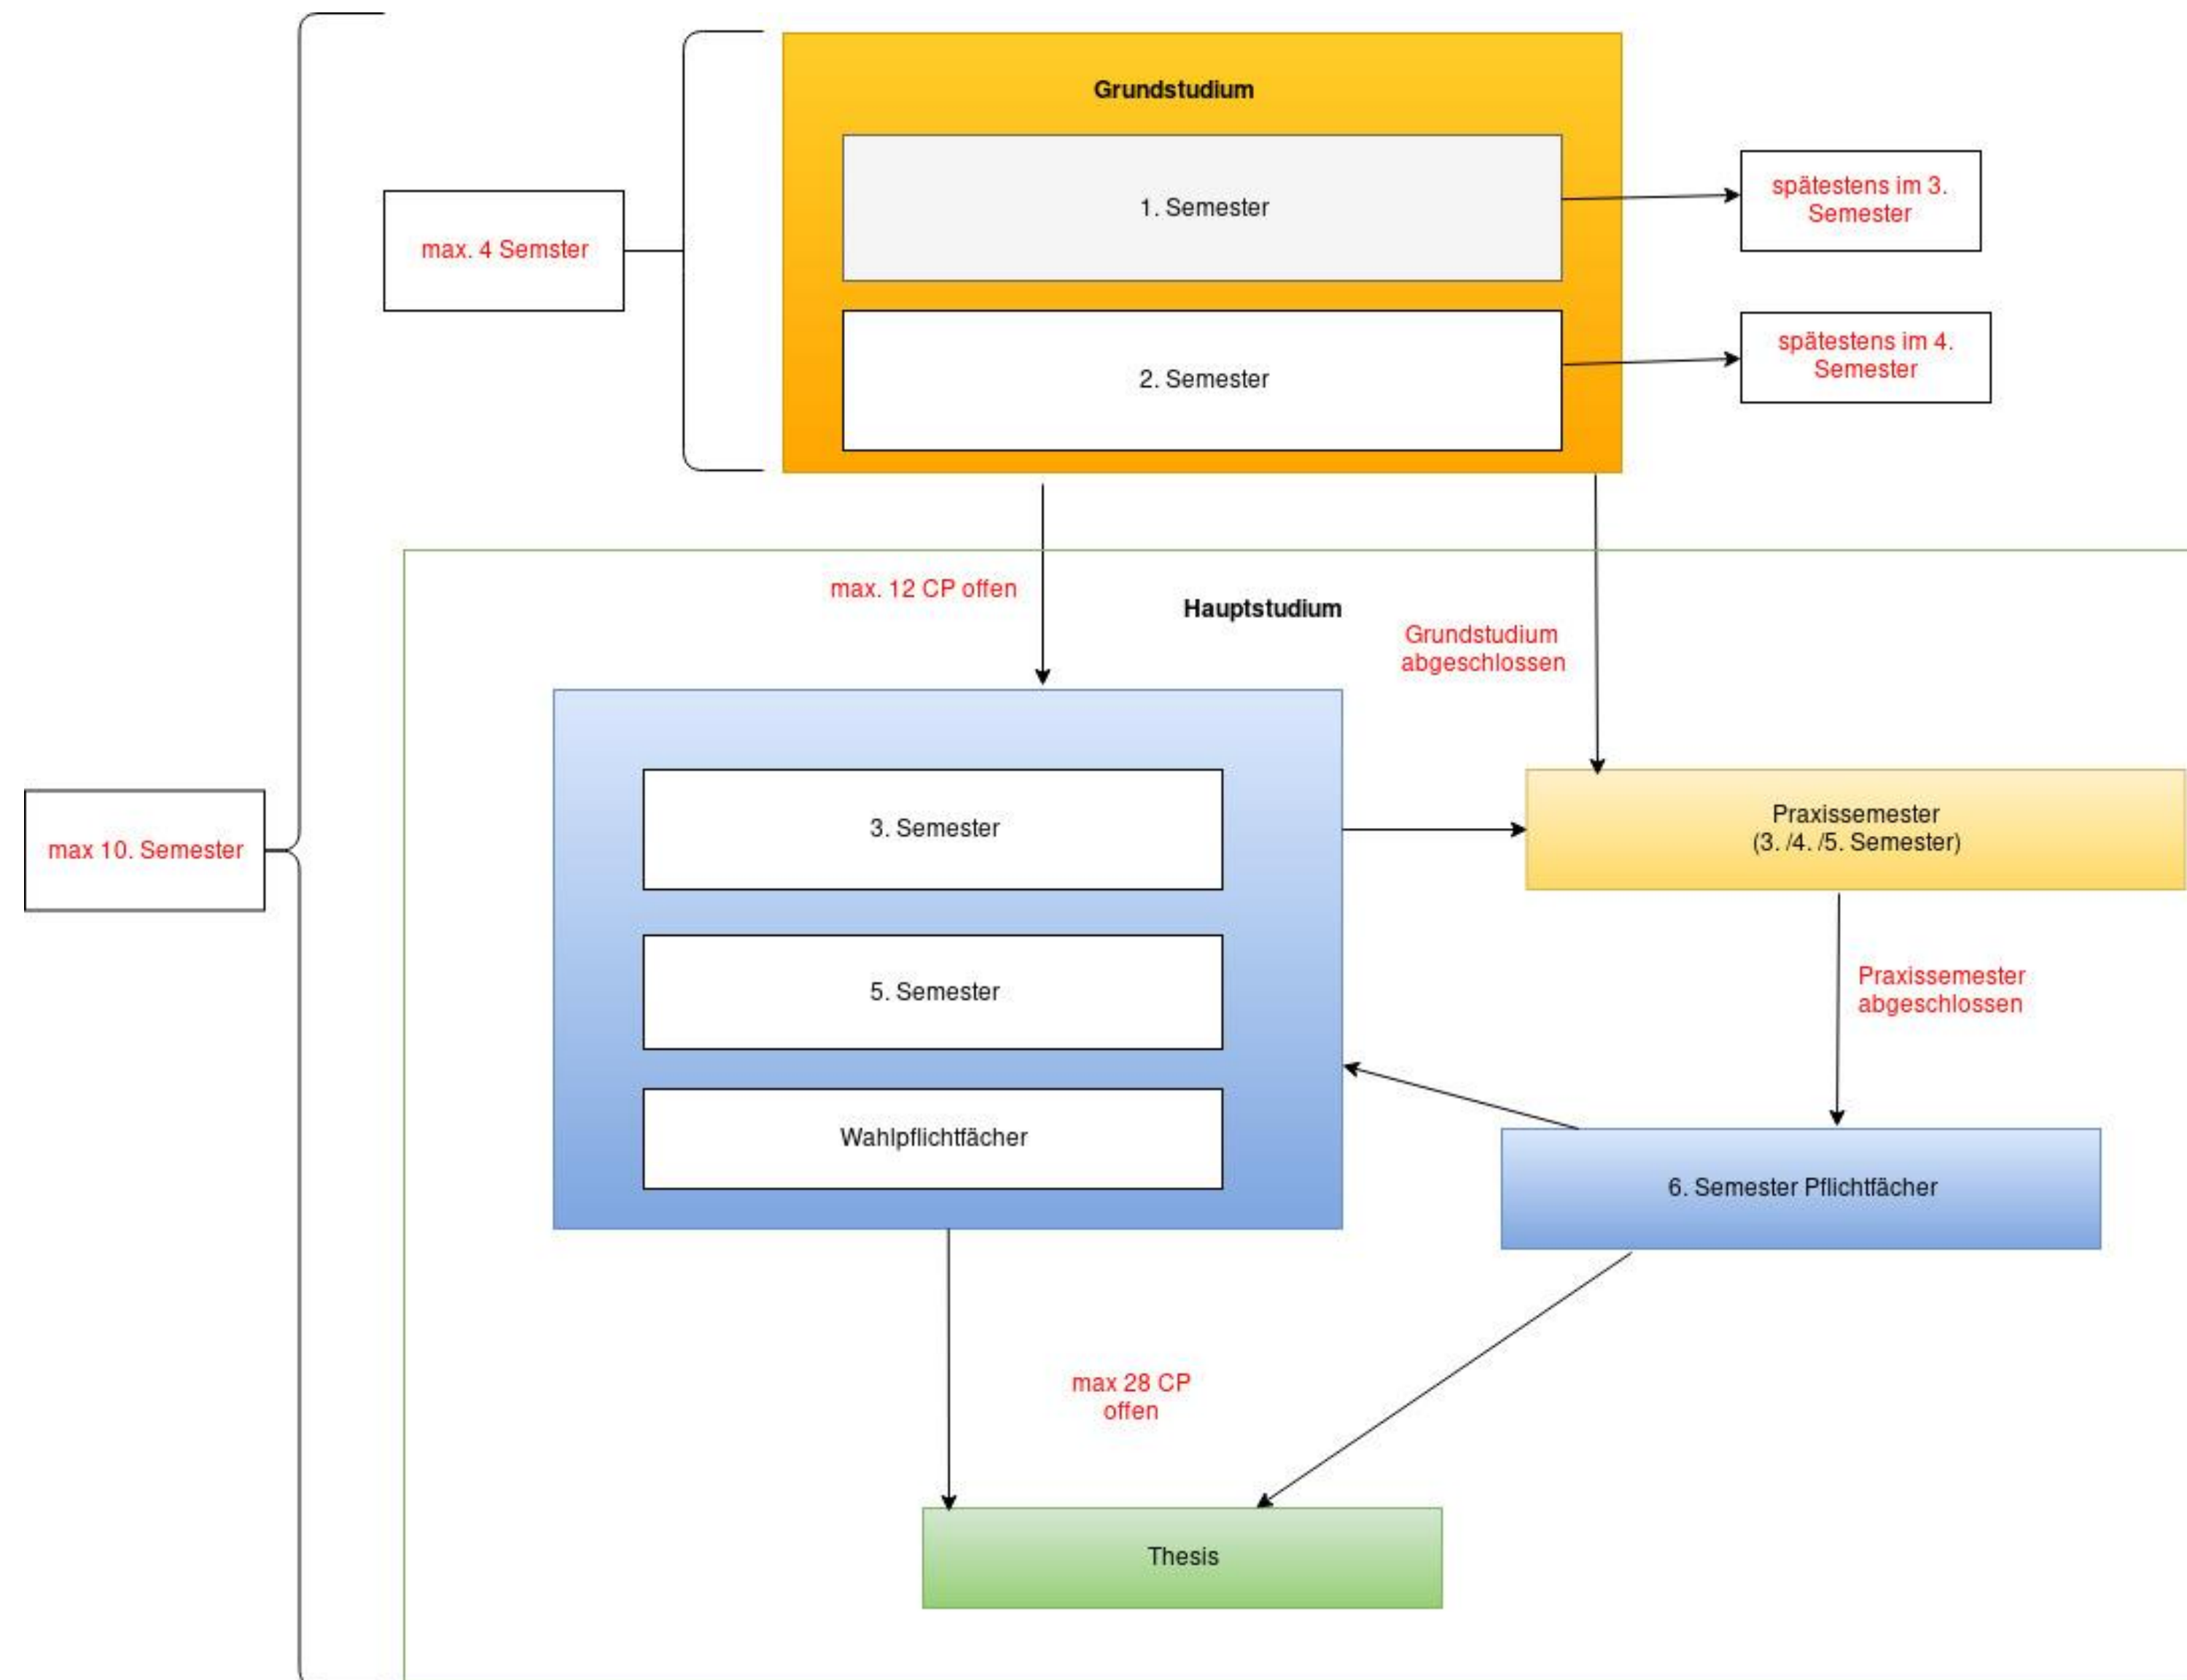 Grundstudium
1. Semester
spätestens im 3.
Semester
max. 4 Semster
2. Semester
spätestens im 4.
Semester
max. 12 CP offen
Hauptstudium
Grundstudium
abgeschlossen
3. Semester
Praxissemester
(3. /4. /5. Semester)
max 10. Semester
5. Semester
Praxissemester
abgeschlossen
Wahlpflichtfächer
6. Semester Pflichtfächer
max 28 CP
offen
Thesis